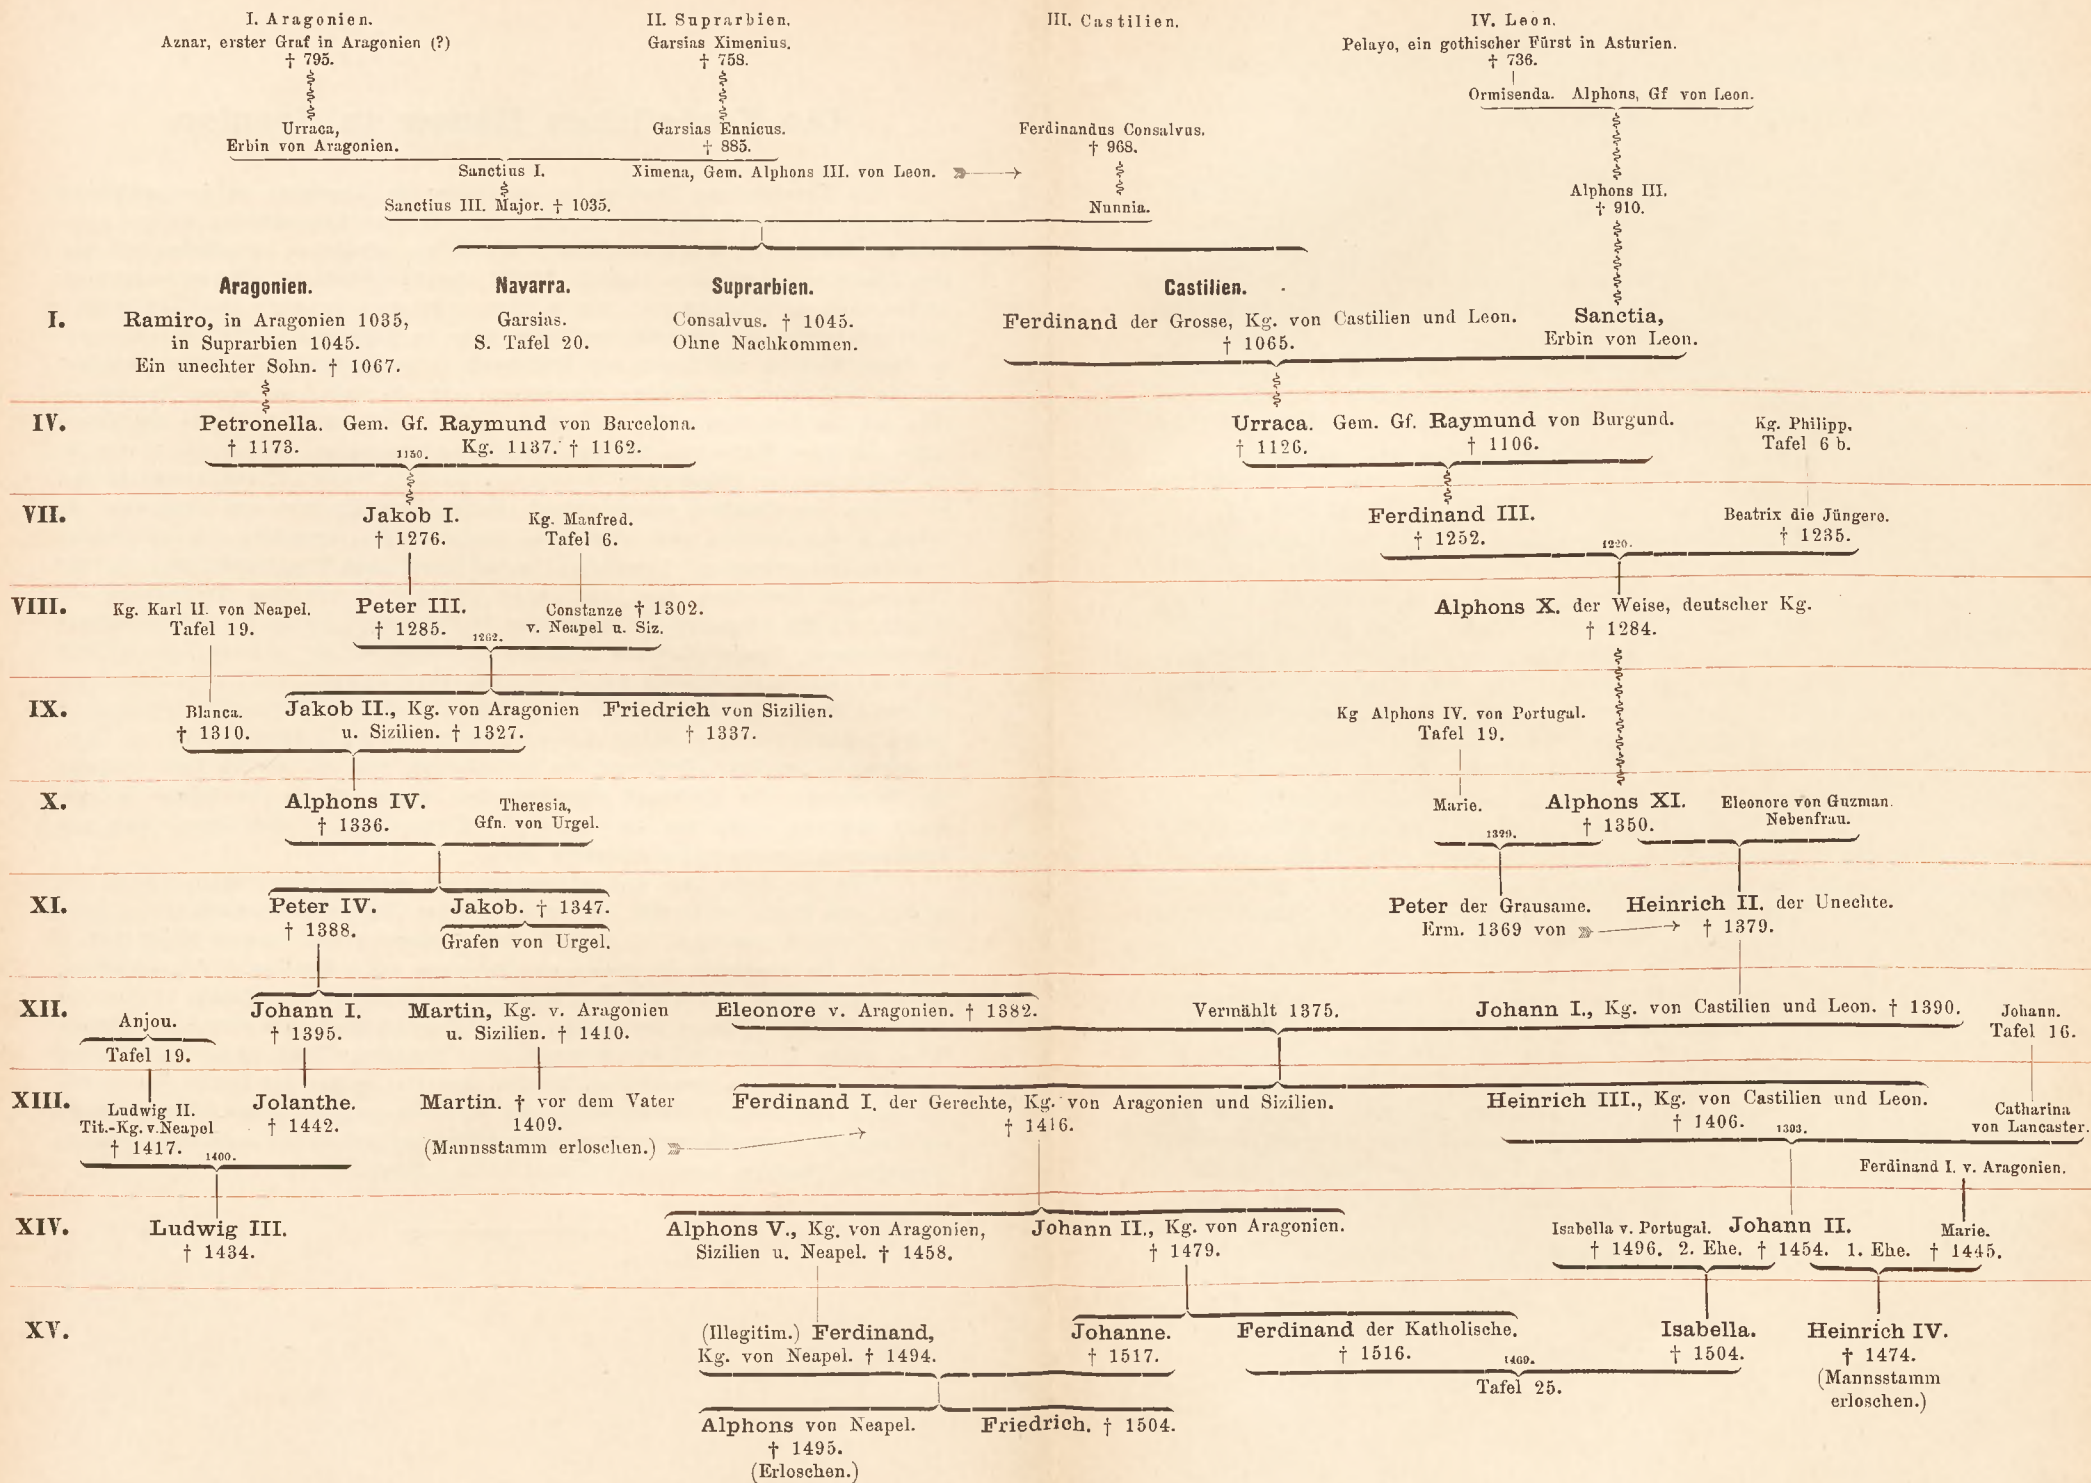 I. Aragonien.
II. Suprarbien.
III. Castilien.
IV. Leon.
Aznar, erster Graf in Aragonien (?)
† 795.
Garsias Ximenius.
† 758.
Pelayo, ein gothischer Fürst in Asturien.
† 736.
Ormisenda. Alphons, Gf von Leon.
Urraca,
Erbin von Aragonien.
Garsias Ennicus.
† 885.
Ferdinandus Consalvus.
† 968.
Sanctius I.
Ximena, Gem. Alphons III. von Leon.
Alphons III.
† 910.
Sanctius III. Major. † 1035.
Nunnia.
Aragonien.
Navarra.
Suprarbien.
Castilien.
I.
Ramiro, in Aragonien 1035,
in Suprarbien 1045.
Ein unechter Sohn. † 1067.
Garsias.
S. Tafel 20.
Consalvus. † 1045.
Ohne Nachkommen.
Ferdinand der Grosse, Kg. von Castilien und Leon.
† 1065.
Sanctia,
Erbin von Leon.
IV.
Petronella. Gem. Gf. Raymund von Barcelona.
† 1173. 1150. Kg. 1137. † 1162.
Urraca. Gem. Gf. Raymund von Burgund.
† 1126. † 1106.
Kg. Philipp,
Tafel 6 b.
VII.
Jakob I.
† 1276.
Kg. Manfred.
Tafel 6.
Ferdinand III.
† 1252.
1220.
Beatrix die Jüngere.
† 1235.
VIII.
Kg. Karl II. von Neapel.
Tafel 19.
Peter III.
† 1285.
1262.
Constanze † 1302.
v. Neapel u. Siz.
Alphons X. der Weise, deutscher Kg.
† 1284.
IX.
Blanca.
† 1310.
Jakob II., Kg. von Aragonien
u. Sizilien. † 1327.
Friedrich von Sizilien.
† 1337.
Kg Alphons IV. von Portugal.
Tafel 19.
X.
Alphons IV.
† 1336.
Theresia,
Gfn. von Urgel.
Marie.
1329.
Alphons XI.
† 1350.
Eleonore von Guzman.
Nebenfrau.
XI.
Peter IV.
† 1388.
Jakob. † 1347.
Grafen von Urgel.
Peter der Grausame.
Erm. 1369 von
Heinrich II. der Unechte.
† 1379.
XII.
Anjou.
Tafel 19.
Johann I.
† 1395.
Martin, Kg. v. Aragonien
u. Sizilien. † 1410.
Eleonore v. Aragonien. † 1382.
Vermählt 1375.
Johann I., Kg. von Castilien und Leon. † 1390.
Johann.
Tafel 16.
XIII.
Ludwig II.
Tit.-Kg. v. Neapel
† 1417.
1400.
Jolanthe.
† 1442.
Martin. † vor dem Vater
1409.
(Mannsstamm erloschen.)
Ferdinand I. der Gerechte, Kg. von Aragonien und Sizilien.
† 1416.
Heinrich III., Kg. von Castilien und Leon.
† 1406.
1393.
Catharina
von Lancaster.
Ferdinand I. v. Aragonien.
XIV.
Ludwig III.
† 1434.
Alphons V., Kg. von Aragonien,
Sizilien u. Neapel. † 1458.
Johann II., Kg. von Aragonien.
† 1479.
Isabella v. Portugal. Johann II. Marie.
† 1496. 2. Ehe. † 1454. 1. Ehe. † 1445.
XV.
(Illegitim.) Ferdinand,
Kg. von Neapel. † 1494.
Johanne.
† 1517.
Ferdinand der Katholische.
† 1516.
1469.
Isabella.
† 1504.
Heinrich IV.
† 1474.
(Mannsstamm
erloschen.)
Tafel 25.
Alphons von Neapel.
† 1495.
(Erloschen.)
Friedrich. † 1504.